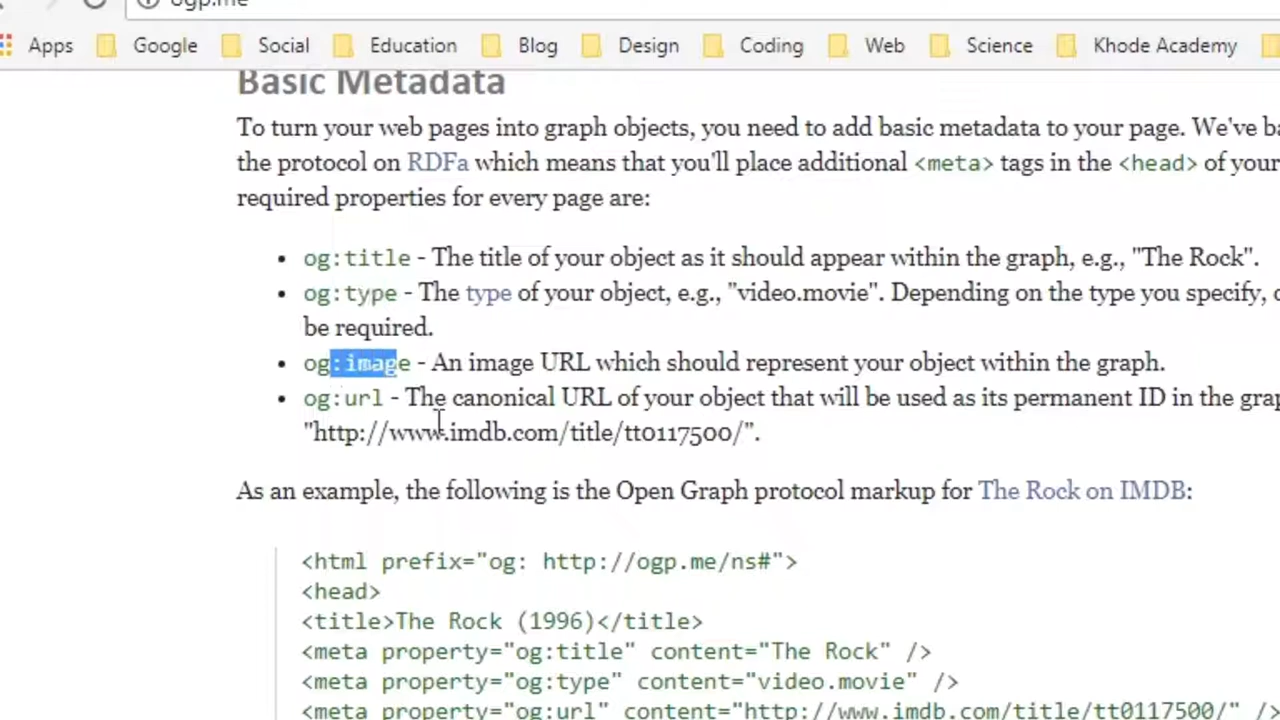 ogp.me
Apps Google Social Education Blog Design Coding Web Science Khode Academy
Basic Metadata
To turn your web pages into graph objects, you need to add basic metadata to your page. We've
the protocol on RDFa which means that you'll place additional <meta> tags in the <head> of your
required properties for every page are:
• og:title - The title of your object as it should appear within the graph, e.g., "The Rock".
• og:type - The type of your object, e.g., "video.movie". Depending on the type you specify,
be required.
• og:image - An image URL which should represent your object within the graph.
• og:url - The canonical URL of your object that will be used as its permanent ID in the
"http://www.imdb.com/title/tt0117500/".
As an example, the following is the Open Graph protocol markup for The Rock on IMDB:
<html prefix="og: http://ogp.me/ns#">
<head>
<title>The Rock (1996)</title>
<meta property="og:title" content="The Rock" />
<meta property="og:type" content="video.movie" />
<meta property="og:url" content="http://www.imdb.com/title/tt0117500/" />